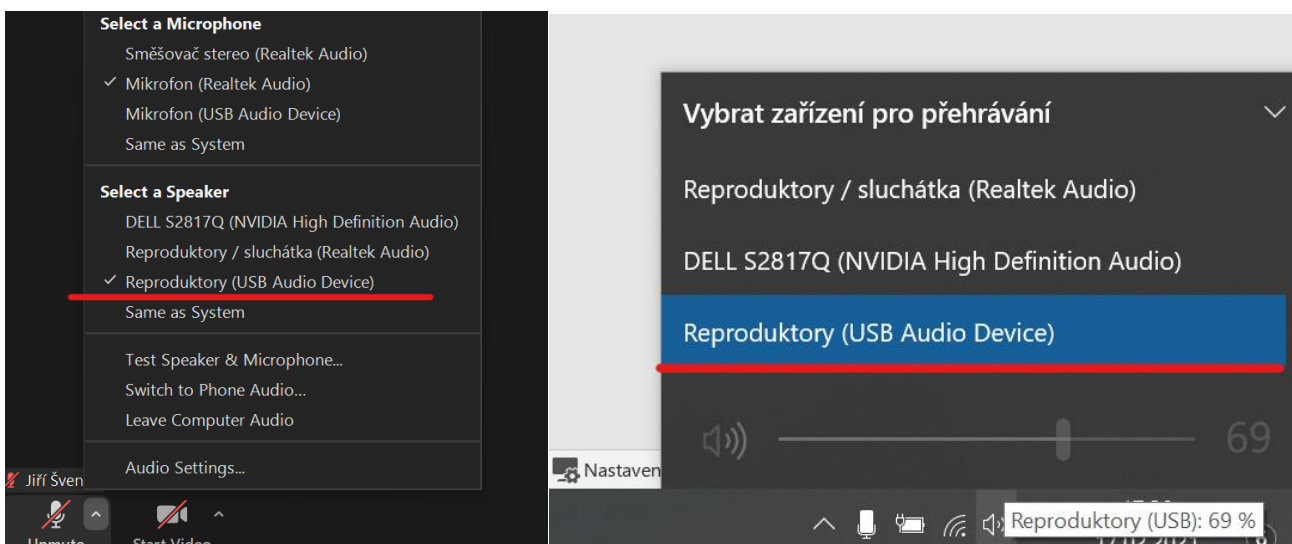 Select a Microphone
Směšovač stereo (Realtek Audio)
Mikrofon (Realtek Audio)
Mikrofon (USB Audio Device)
Same as System
Select a Speaker
DELL S2817Q (NVIDIA High Definition Audio)
Reproduktory / sluchátka (Realtek Audio)
Reproduktory (USB Audio Device)
Same as System
Test Speaker & Microphone...
Switch to Phone Audio...
Leave Computer Audio
Audio Settings...
Jiří Šven
Unmute
Start Video
Vybrat zařízení pro přehrávání
Reproduktory / sluchátka (Realtek Audio)
DELL S2817Q (NVIDIA High Definition Audio)
Reproduktory (USB Audio Device)
69
Nastaven
Reproduktory (USB): 69 %